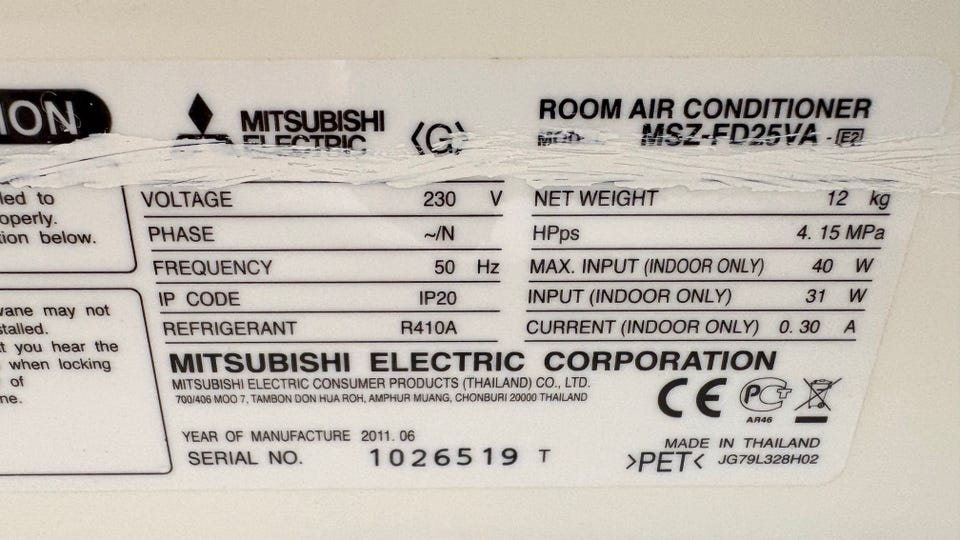 ION
led to
operly.
ion below.
vane may not
stalled.
t you hear the
when locking
of
ne.
MITSUBISHI
ELECTRIC
⟨G⟩
ROOM AIR CONDITIONER
MODEL MSZ-FD25VA - E2
VOLTAGE 230 V
PHASE ~/N
FREQUENCY 50 Hz
IP CODE IP20
REFRIGERANT R410A
NET WEIGHT 12 kg
HPps 4. 15 MPa
MAX. INPUT (INDOOR ONLY) 40 W
INPUT (INDOOR ONLY) 31 W
CURRENT (INDOOR ONLY) 0. 30 A
MITSUBISHI ELECTRIC CORPORATION
MITSUBISHI ELECTRIC CONSUMER PRODUCTS (THAILAND) CO., LTD.
700/406 MOO 7, TAMBON DON HUA ROH, AMPHUR MUANG, CHONBURI 20000 THAILAND
CE
PCT
AR46
YEAR OF MANUFACTURE 2011. 06
SERIAL NO. 1026519 T
MADE IN THAILAND
>PET< JG79L328H02